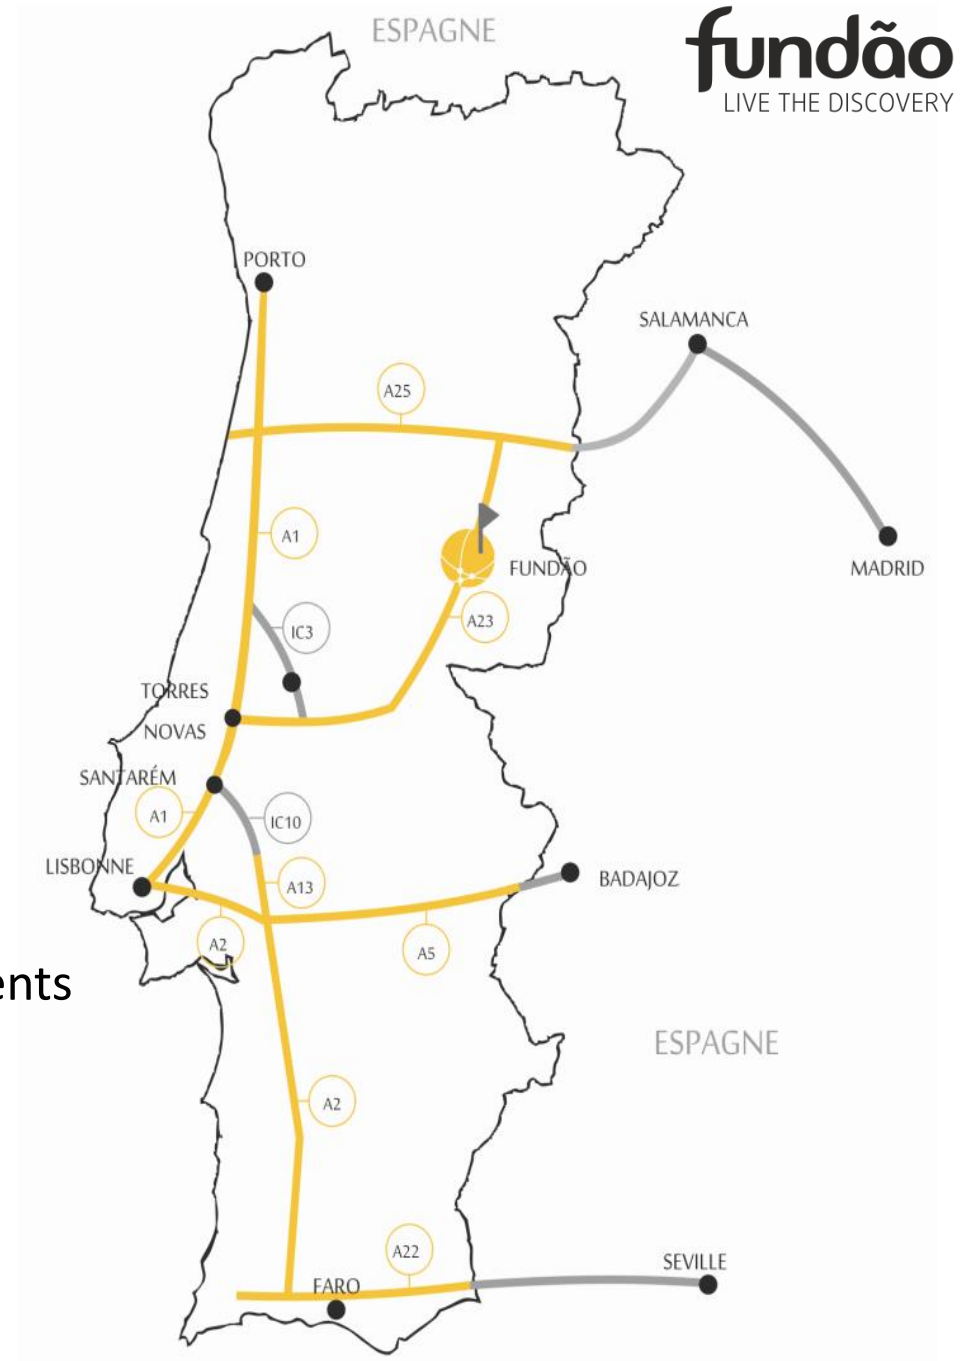 ESPAGNE
fundão
LIVE THE DISCOVERY
PORTO
SALAMANCA
A25
A1
FUNDÃO
MADRID
A23
IC3
TORRES
NOVAS
SANTARÉM
A1
IC10
LISBONNE
A13
BADAJOZ
A2
A5
ents
ESPAGNE
A2
A22
SEVILLE
FARO